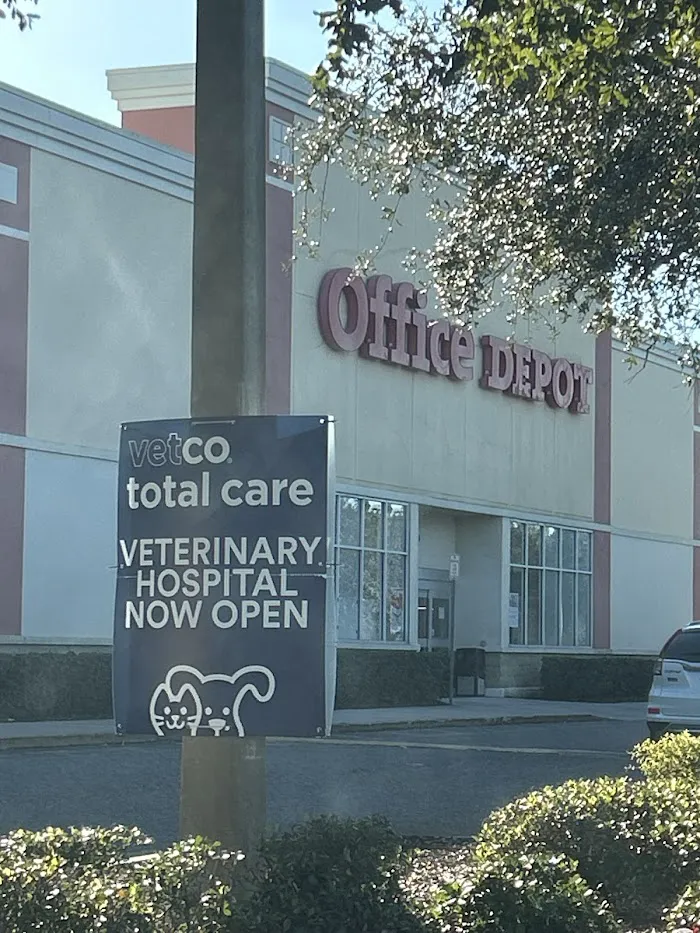 Office DEPOT
vetco
total care
VETERINARY
HOSPITAL
NOW OPEN